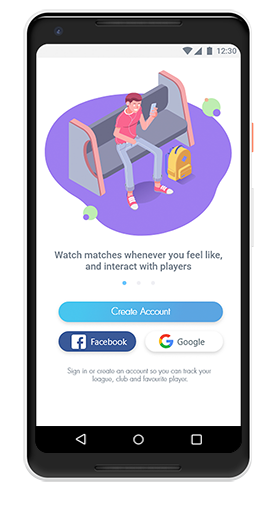 12:30
Watch matches whenever you feel like,
and interact with players
Create Account
Facebook
Google
Sign in or create an account so you can track your
league, club and favourite player.